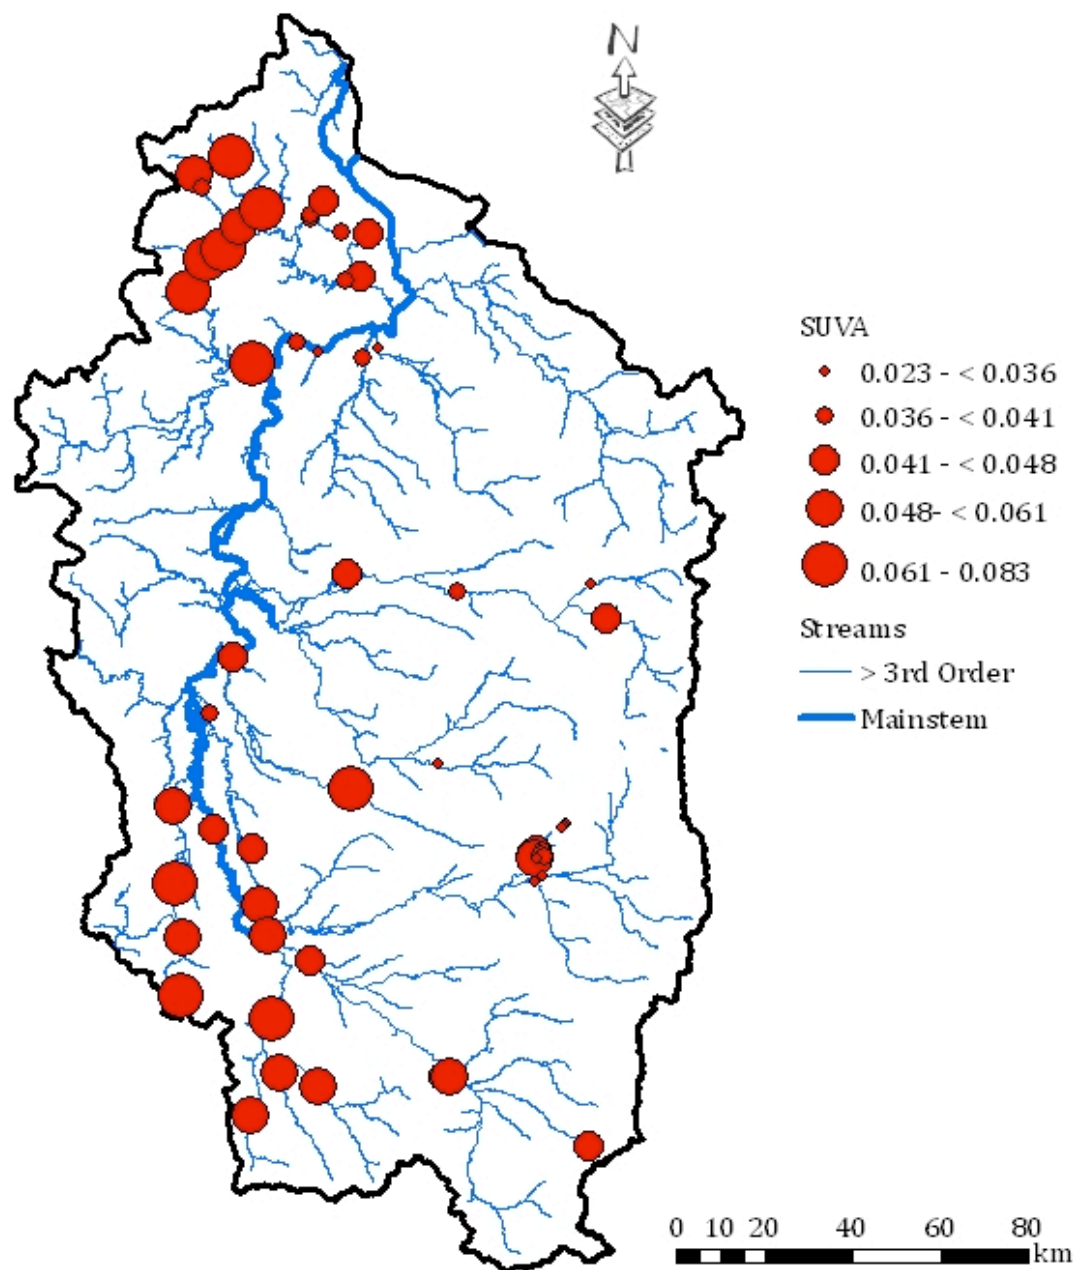 N
SUVA
0.023 - < 0.036
0.036 - < 0.041
0.041 - < 0.048
0.048- < 0.061
0.061 - 0.083
Streams
> 3rd Order
Mainstem
0 10 20 40 60 80
km